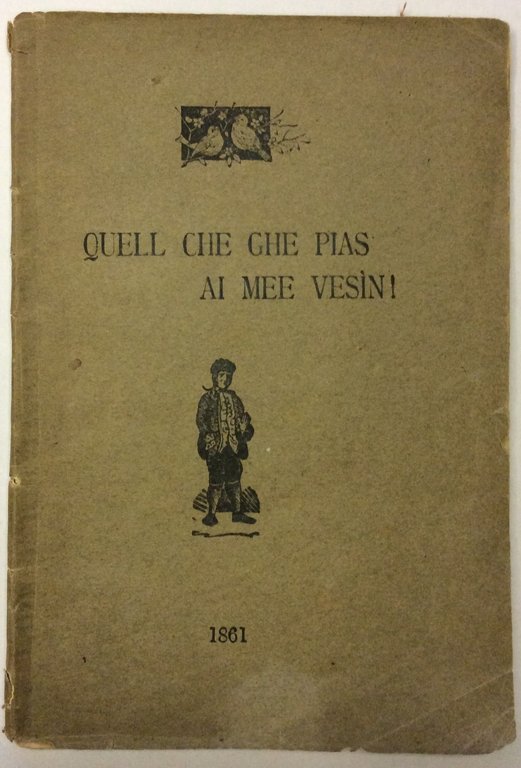 QUELL CHE GHE PIAS
AI MEE VESÌN!
1861